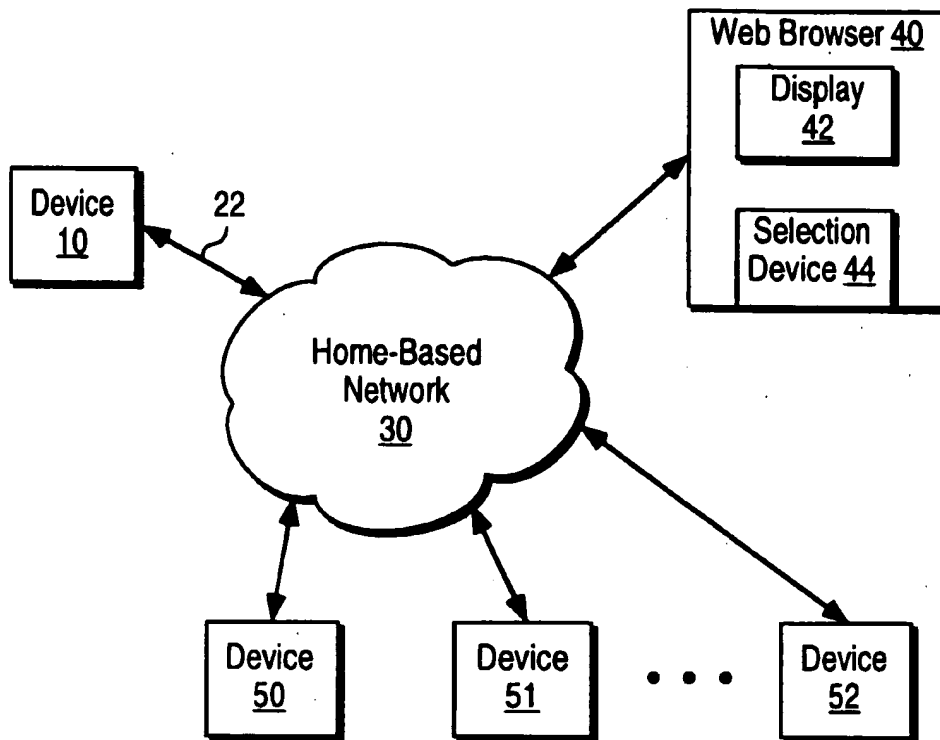 Web Browser 40
Display
42
Selection
Device 44
Device
10
22
Home-Based
Network
30
Device
50
Device
51
Device
52